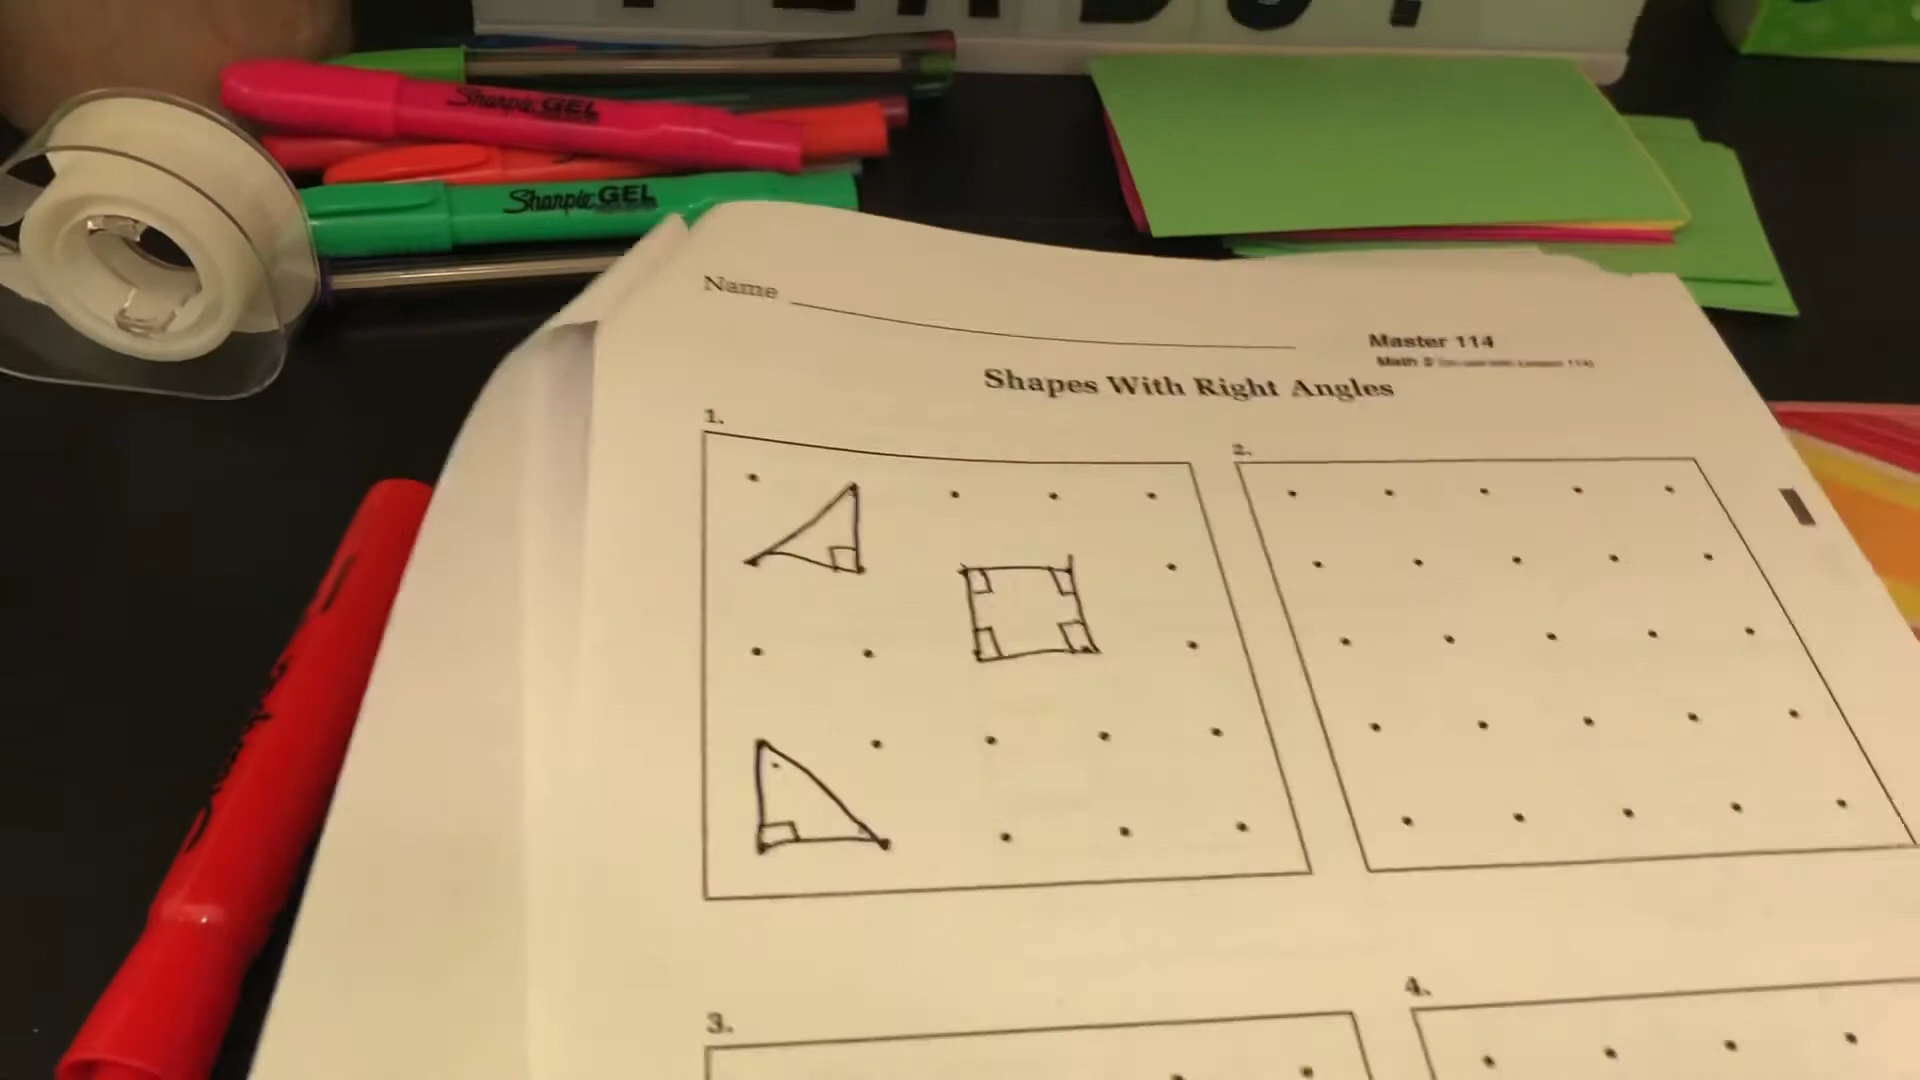 Sharpie GEL
Sharpie GEL
Name
Master 114
Shapes With Right Angles
1.
2.
3.
4.